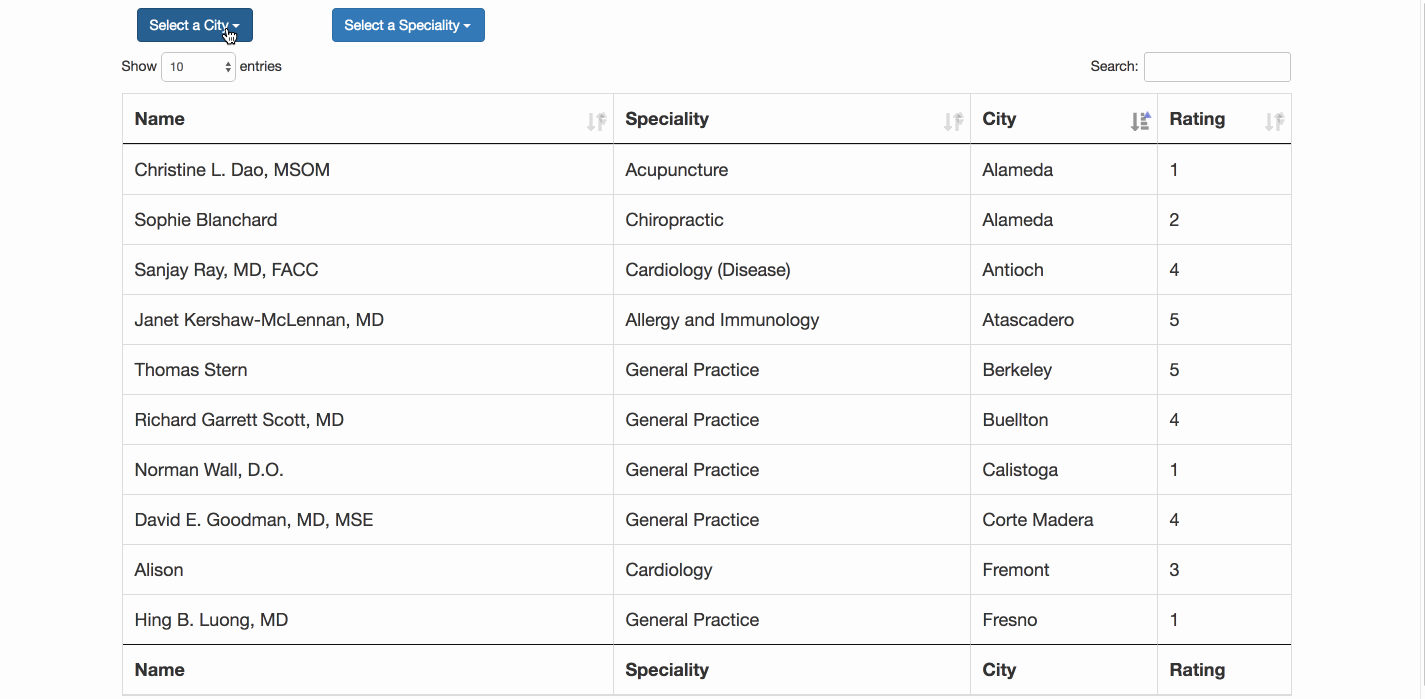 Select a City Select a Speciality
Show 10 entries Search:
Name Speciality City Rating
Christine L. Dao, MSOM Acupuncture Alameda 1
Sophie Blanchard Chiropractic Alameda 2
Sanjay Ray, MD, FACC Cardiology (Disease) Antioch 4
Janet Kershaw-McLennan, MD Allergy and Immunology Atascadero 5
Thomas Stern General Practice Berkeley 5
Richard Garrett Scott, MD General Practice Buellton 4
Norman Wall, D.O. General Practice Calistoga 1
David E. Goodman, MD, MSE General Practice Corte Madera 4
Alison Cardiology Fremont 3
Hing B. Luong, MD General Practice Fresno 1
Name Speciality City Rating